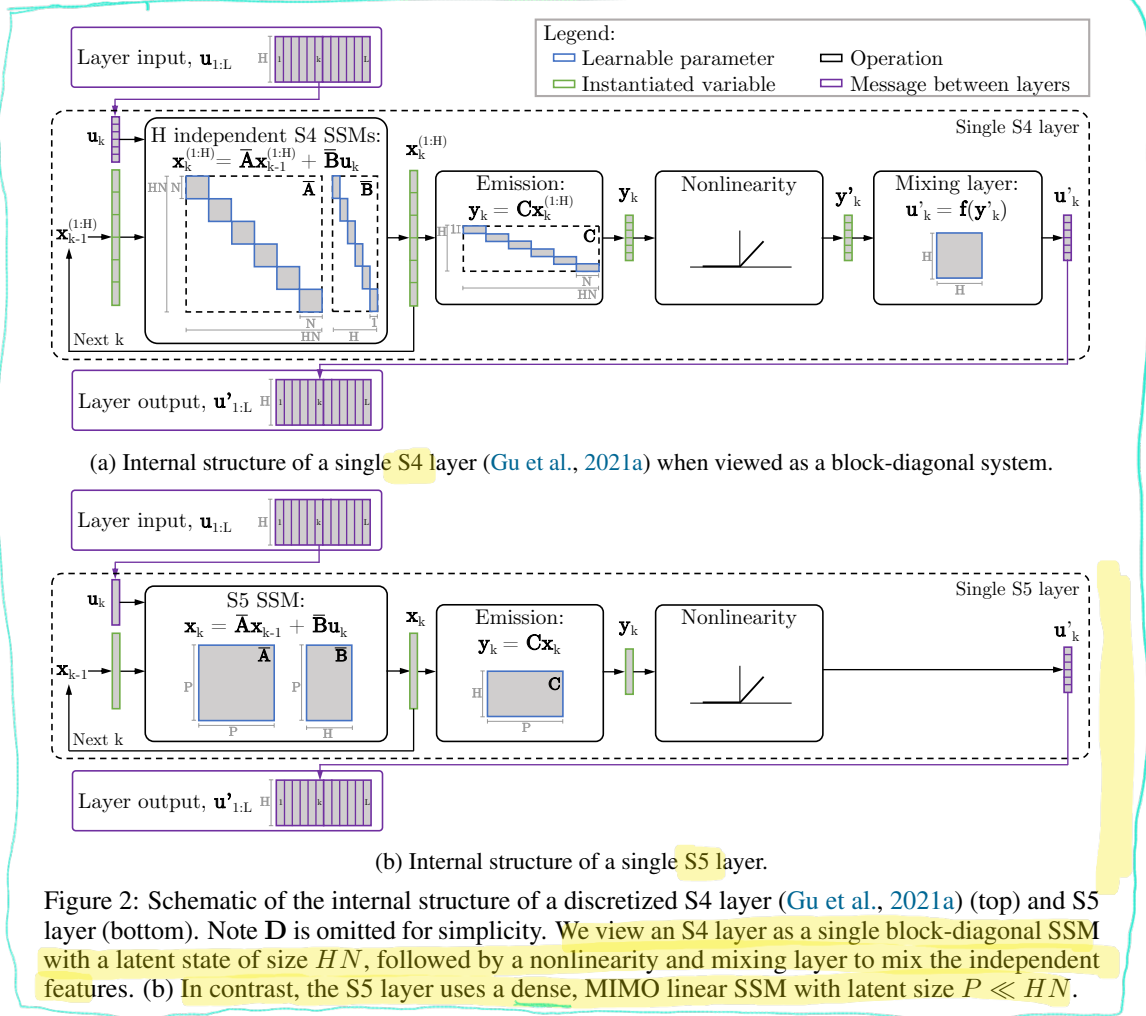 Layer input, u₁:L
H
1 k L
Legend:
Learnable parameter
Operation
Instantiated variable
Message between layers
Single S4 layer
uₖ
H independent S4 SSMs:
xₖ^(1:H) = A̅xₖ₋₁^(1:H) + B̅uₖ
HN N
A̅
B̅
N
HN
1
H
xₖ₋₁^(1:H)
Next k
xₖ^(1:H)
Emission:
yₖ = Cxₖ^(1:H)
H 1
C
N
HN
yₖ
Nonlinearity
y'ₖ
Mixing layer:
u'ₖ = f(y'ₖ)
H
H
u'ₖ
Layer output, u'₁:L
H
1 k L
(a) Internal structure of a single S4 layer (Gu et al., 2021a) when viewed as a block-diagonal system.
Layer input, u₁:L
H
1 k L
Single S5 layer
uₖ
S5 SSM:
xₖ = A̅xₖ₋₁ + B̅uₖ
P
A̅
P
P
B̅
H
xₖ₋₁
Next k
xₖ
Emission:
yₖ = Cxₖ
H
C
P
yₖ
Nonlinearity
u'ₖ
Layer output, u'₁:L
H
1 k L
(b) Internal structure of a single S5 layer.
Figure 2: Schematic of the internal structure of a discretized S4 layer (Gu et al., 2021a) (top) and S5
layer (bottom). Note D is omitted for simplicity. We view an S4 layer as a single block-diagonal SSM
with a latent state of size HN, followed by a nonlinearity and mixing layer to mix the independent
features. (b) In contrast, the S5 layer uses a dense, MIMO linear SSM with latent size P ≪ HN.